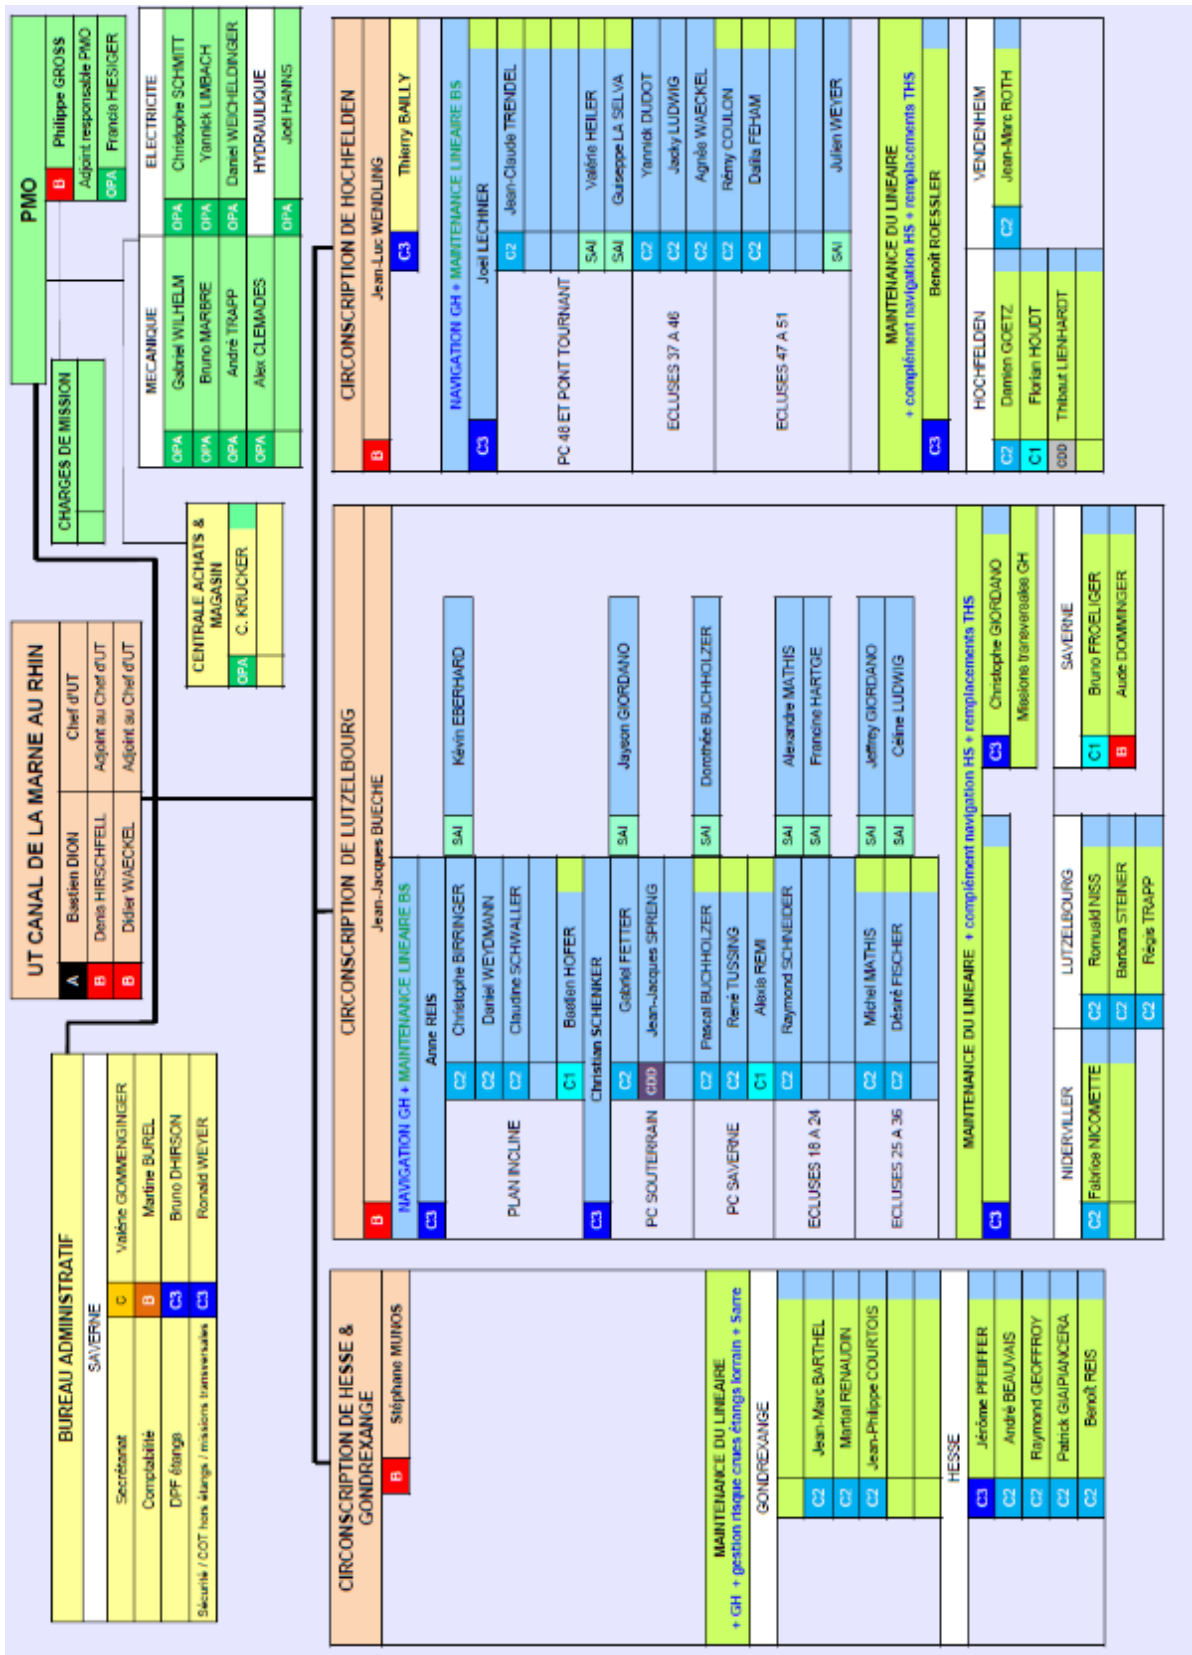 UT CANAL DE LA MARNE AU RHIN
A Bastien DION Chef d'UT
B Denis HIRSCHFELL Adjoint au Chef d'UT
B Didier WAECKEL Adjoint au Chef d'UT
BUREAU ADMINISTRATIF
SAVERNE
Secrétariat C Valérie GOMMENGINGER
Comptabilité B Martine BUREL
DPF étangs C3 Bruno DHIRSON
Sécurité / COT hors étangs / missions transversales C3 Ronald WEYER
PMO
B Philippe GROSS
Adjoint responsable PMO
OPA Francis HIESIGER
CHARGES DE MISSION
MECANIQUE
OPA Gabriel WILHELM
OPA Bruno MARBRE
OPA André TRAPP
OPA Alex CLEMADES
ELECTRICITE
OPA Christophe SCHMITT
OPA Yannick LIMBACH
OPA Daniel WEICHELDINGER
HYDRAULIQUE
OPA Joël HANNS
CENTRALE ACHATS &
MAGASIN
OPA C. KRUCKER
CIRCONSCRIPTION DE HESSE &
GONDREXANGE
B Stéphane MUNOS
MAINTENANCE DU LINEAIRE
+ GH + gestion risque crues étangs lorrain + Sarre
GONDREXANGE
C2 Jean-Marc BARTHEL
C2 Martial RENAUDIN
C2 Jean-Philippe COURTOIS
HESSE
C3 Jérôme PFEIFFER
C2 André BEAUVAIS
C2 Raymond GEOFFROY
C2 Patrick GIAIPIANCERA
C2 Benoît REIS
CIRCONSCRIPTION DE LUTZELBOURG
B Jean-Jacques BUECHE
NAVIGATION GH + MAINTENANCE LINEAIRE BS
C3 Anne REIS
PLAN INCLINE
C2 Christophe BIRRINGER SAI Kévin EBERHARD
C2 Daniel WEYDMANN
C2 Claudine SCHWALLER
C1 Bastien HOFER
C3 Christian SCHENKER
PC SOUTERRAIN
C2 Gabriel FETTER SAI Jayson GIORDANO
CDD Jean-Jacques SPRENG
PC SAVERNE
C2 Pascal BUCHHOLZER SAI Dorothée BUCHHOLZER
C2 René TUSSING
C1 Alexis REMI
ECLUSES 18 A 24
C2 Raymond SCHNEIDER SAI Alexandre MATHIS
SAI Francine HARTGE
ECLUSES 25 A 36
C2 Michel MATHIS SAI Jeffrey GIORDANO
C2 Désiré FISCHER SAI Céline LUDWIG
MAINTENANCE DU LINEAIRE + complément navigation HS + remplacements THS
C3 C3 Christophe GIORDANO
Missions transversales GH
NIDERVILLER LUTZELBOURG SAVERNE
C2 Fabrice NICOMETTE C2 Romuald NISS C1 Bruno FROELIGER
C2 Barbara STEINER B Aude DOMMINGER
C2 Régis TRAPP
CIRCONSCRIPTION DE HOCHFELDEN
B Jean-Luc WENDLING
C3 Thierry BAILLY
NAVIGATION GH + MAINTENANCE LINEAIRE BS
C3 Joel LECHNER
PC 48 ET PONT TOURNANT
C2 Jean-Claude TRENDEL
SAI Valérie HEILER
SAI Guiseppe LA SELVA
ECLUSES 37 A 46
C2 Yannick DUDOT
C2 Jacky LUDWIG
C2 Agnès WAECKEL
ECLUSES 47 A 51
C2 Rémy COULON
C2 Dalila FEHAM
SAI Julien WEYER
MAINTENANCE DU LINEAIRE
+ complément navigation HS + remplacements THS
C3 Benoît ROESSLER
HOCHFELDEN VENDENHEIM
C2 Damien GOETZ C2 Jean-Marc ROTH
C1 Florian HOUDT
CDD Thibaut LIENHARDT